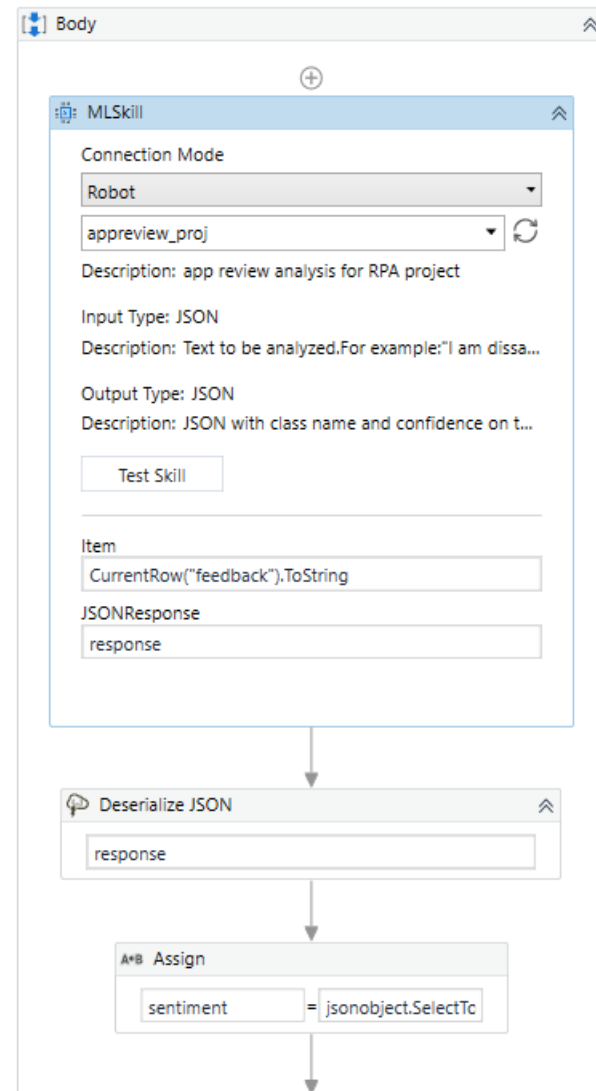 Body
MLSkill
Connection Mode
Robot
appreview_proj
Description: app review analysis for RPA project
Input Type: JSON
Description: Text to be analyzed.For example:"I am dissa...
Output Type: JSON
Description: JSON with class name and confidence on t...
Test Skill
Item
CurrentRow("feedback").ToString
JSONResponse
response
Deserialize JSON
response
A*B Assign
sentiment = jsonobject.SelectTo